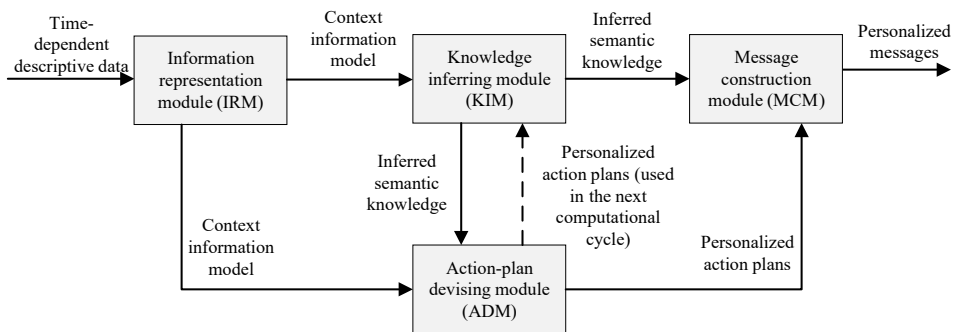 Time-
dependent
descriptive data
Information
representation
module (IRM)
Context
information
model
Knowledge
inferring module
(KIM)
Inferred
semantic
knowledge
Message
construction
module (MCM)
Personalized
messages
Inferred
semantic
knowledge
Personalized
action plans (used
in the next
computational
cycle)
Context
information
model
Action-plan
devising module
(ADM)
Personalized
action plans